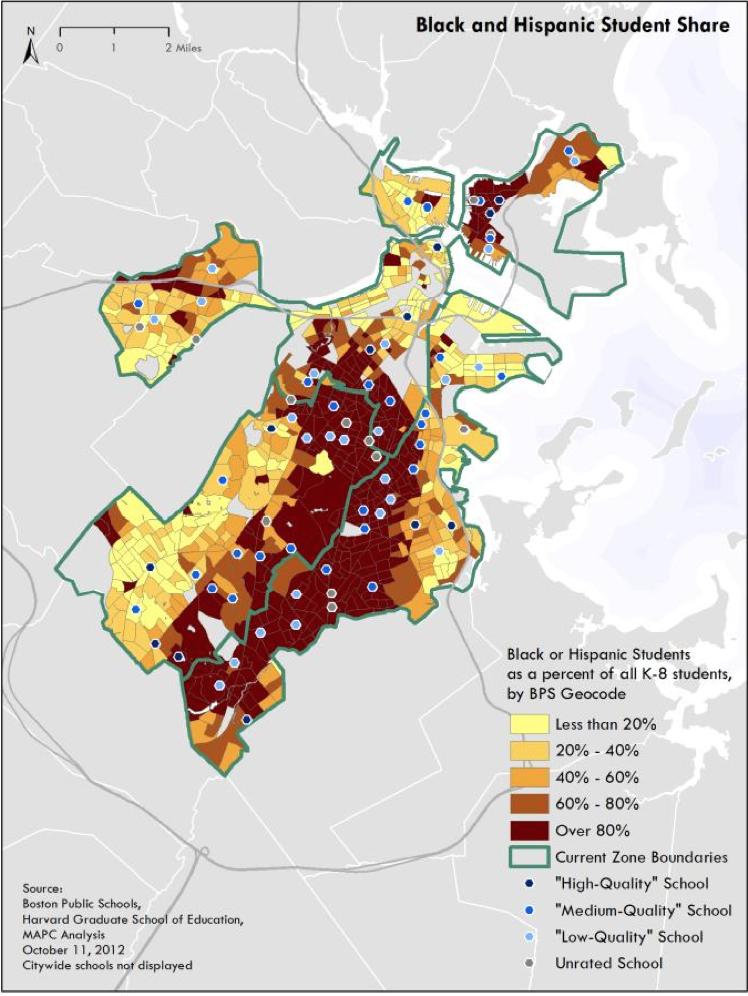 Black and Hispanic Student Share
N
0 1 2 Miles
Black or Hispanic Students
as a percent of all K-8 students,
by BPS Geocode
Less than 20%
20% - 40%
40% - 60%
60% - 80%
Over 80%
Current Zone Boundaries
"High-Quality" School
"Medium-Quality" School
"Low-Quality" School
Unrated School
Source:
Boston Public Schools,
Harvard Graduate School of Education,
MAPC Analysis
October 11, 2012
Citywide schools not displayed